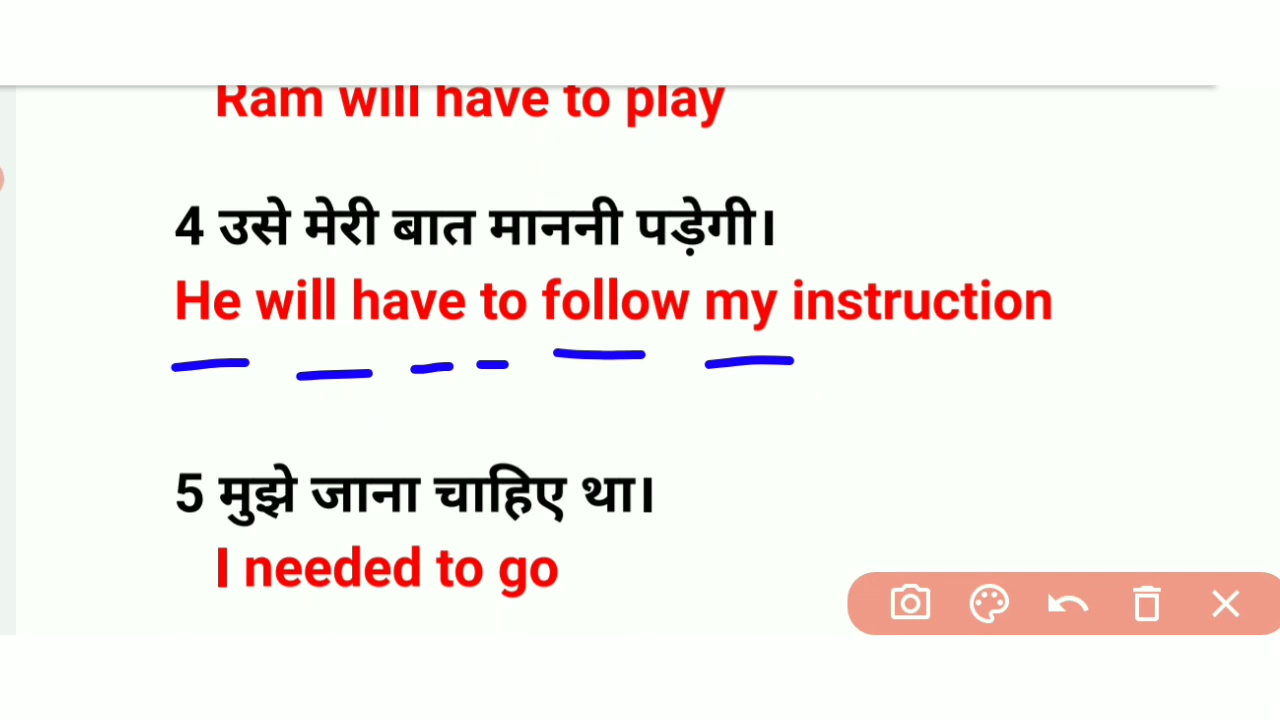 Ram will have to play
4 उसे मेरी बात माननी पड़ेगी।
He will have to follow my instruction
5 मुझे जाना चाहिए था।
I needed to go